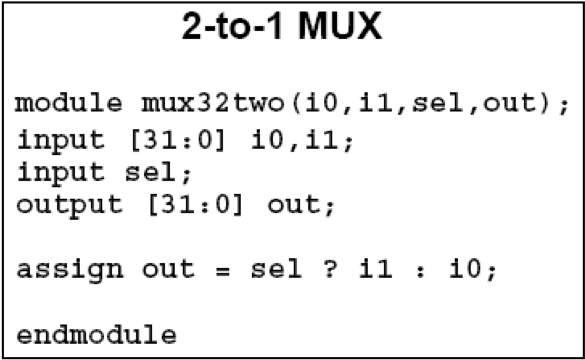 2-to-1 MUX
module mux32two(i0,i1,sel,out);
input [31:0] i0,i1;
input sel;
output [31:0] out;
assign out = sel ? i1 : i0;
endmodule